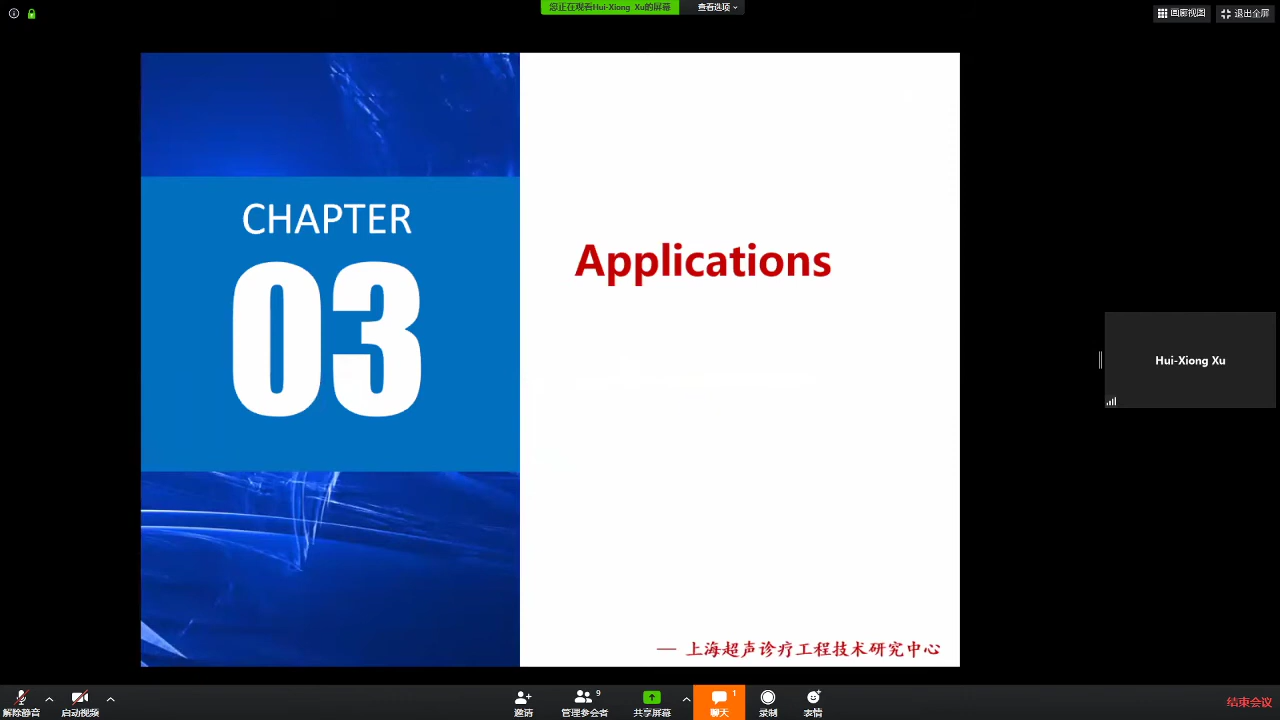 您正在观看Hui-Xiong Xu的屏幕
查看选项
画廊视图
退出全屏
CHAPTER
03
Applications
Hui-Xiong Xu
— 上海超声诊疗工程技术研究中心
解除静音
启动视频
邀请
9
管理参会者
共享屏幕
1
聊天
录制
表情
结束会议